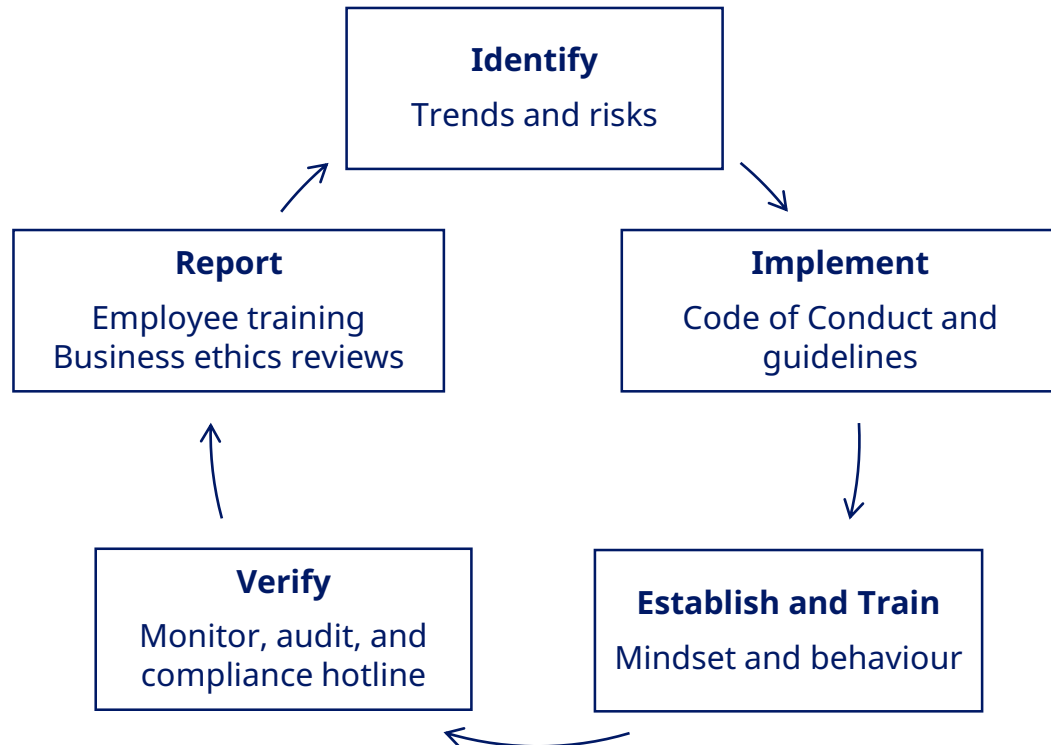 Identify
Trends and risks
Implement
Code of Conduct and
guidelines
Establish and Train
Mindset and behaviour
Verify
Monitor, audit, and
compliance hotline
Report
Employee training
Business ethics reviews